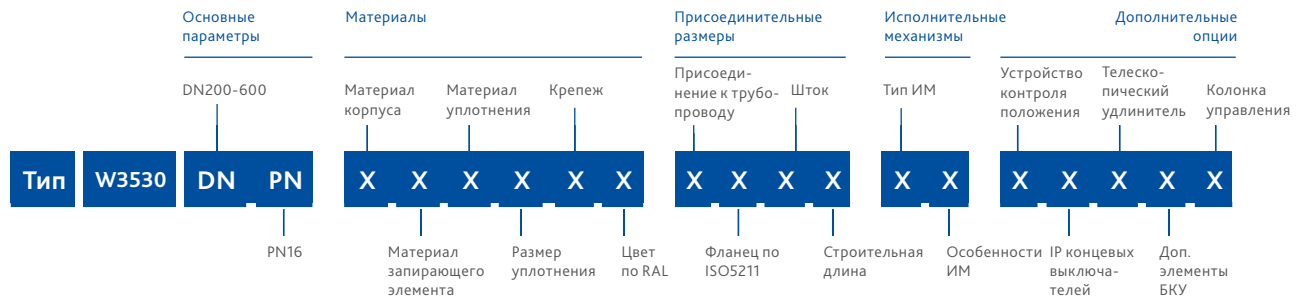 Основные
параметры
Материалы
Присоединительные
размеры
Исполнительные
механизмы
Дополнительные
опции
DN200-600
Материал
корпуса
Материал
уплотнения
Крепеж
Присоеди-
нение к трубо-
проводу
Шток
Тип ИМ
Устройство
контроля
положения
Телеско-
пический
удлинитель
Колонка
управления
Тип W3530 DN PN X X X X X X X X X X X X X X X X X
PN16
Материал
запирающего
элемента
Размер
уплотнения
Цвет
по RAL
Фланец по
ISO5211
Строительная
длина
Особенности
ИМ
IP концевых
выключа-
телей
Доп.
элементы
БКУ